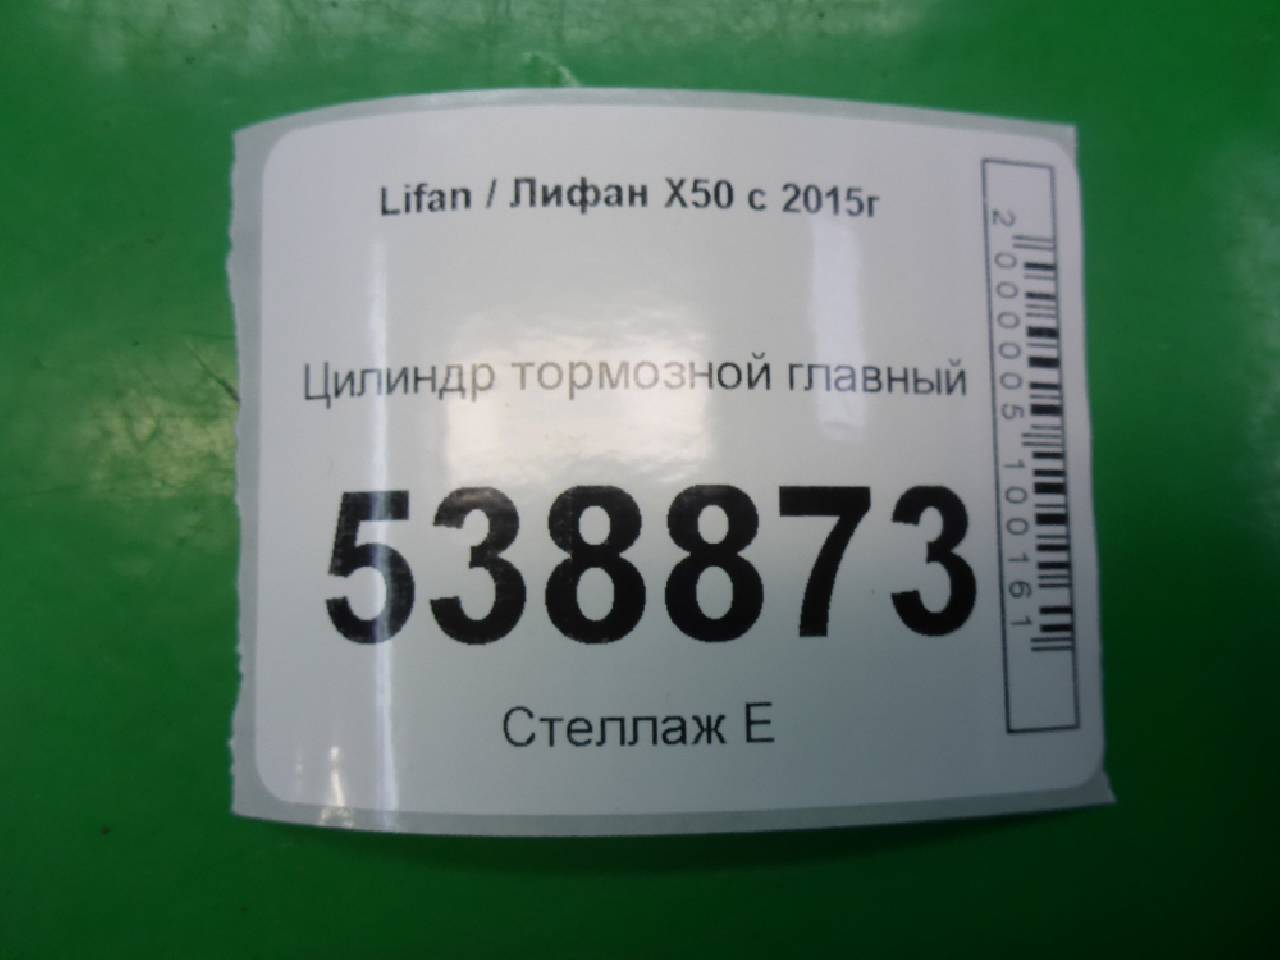 Lifan / Лифан X50 с 2015г
Цилиндр тормозной главный
538873
Стеллаж Е
2000005100161